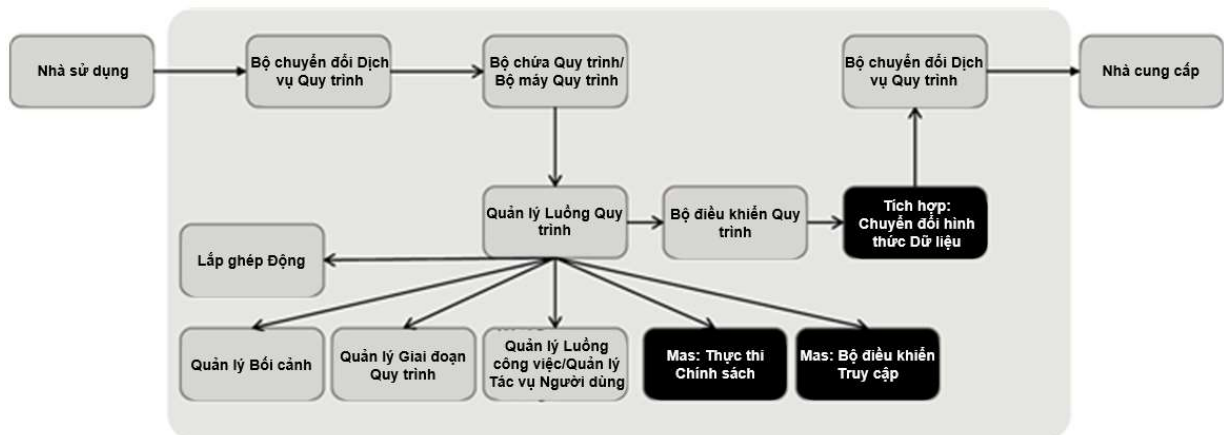 Nhà sử dụng
Bộ chuyển đổi Dịch
vụ Quy trình
Bộ chứa Quy trình/
Bộ máy Quy trình
Bộ chuyển đổi Dịch
vụ Quy trình
Nhà cung cấp
Quản lý Luồng Quy
trình
Bộ điều khiển Quy
trình
Tích hợp:
Chuyển đổi hình
thức Dữ liệu
Lắp ghép Động
Quản lý Bối cảnh
Quản lý Giai đoạn
Quy trình
Quản lý Luồng
công việc/Quản lý
Tác vụ Người dùng
Mas: Thực thi
Chính sách
Mas: Bộ điều khiển
Truy cập